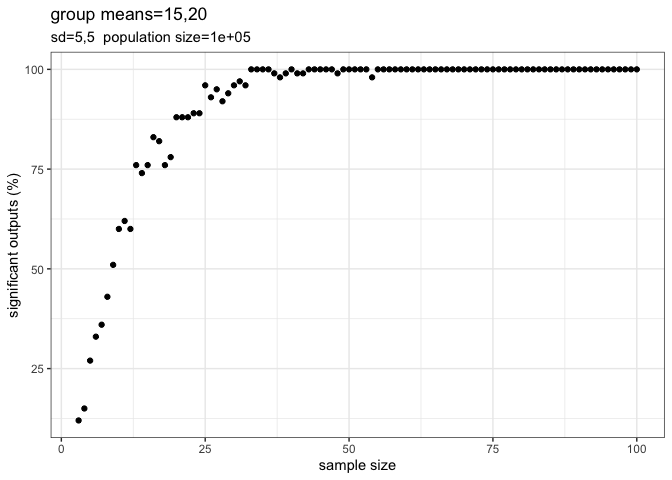 group means=15,20
sd=5,5  population size=1e+05
100
75
50
25
significant outputs (%)
0
25
50
75
100
sample size